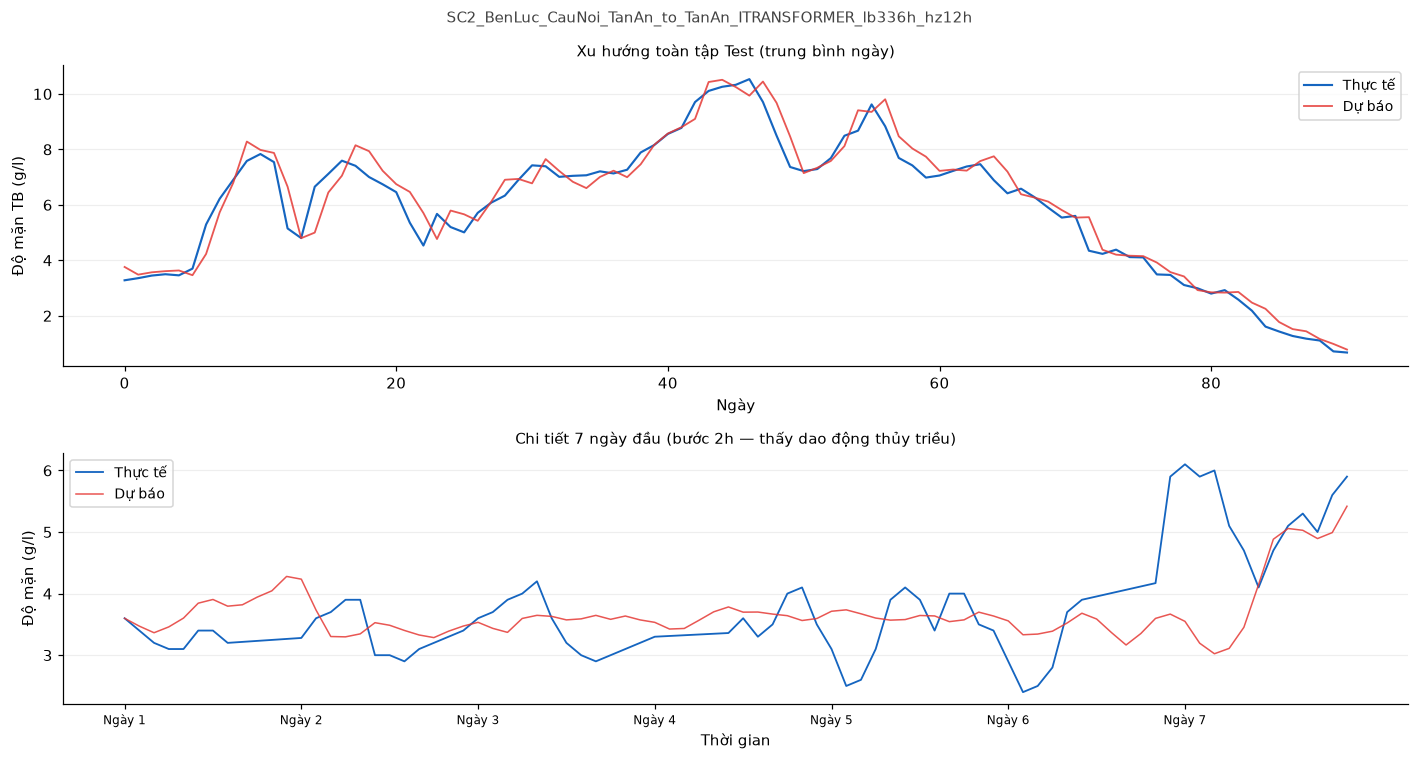 SC2_BenLuc_CauNoi_TanAn_to_TanAn_ITRANSFORMER_lb336h_hz12h
Xu hướng toàn tập Test (trung bình ngày)
Độ mặn TB (g/l)
10
8
6
4
2
Thực tế
Dự báo
0
20
40
60
80
Ngày
Chi tiết 7 ngày đầu (bước 2h — thấy dao động thủy triều)
Độ mặn (g/l)
6
5
4
3
Thực tế
Dự báo
Ngày 1
Ngày 2
Ngày 3
Ngày 4
Ngày 5
Ngày 6
Ngày 7
Thời gian